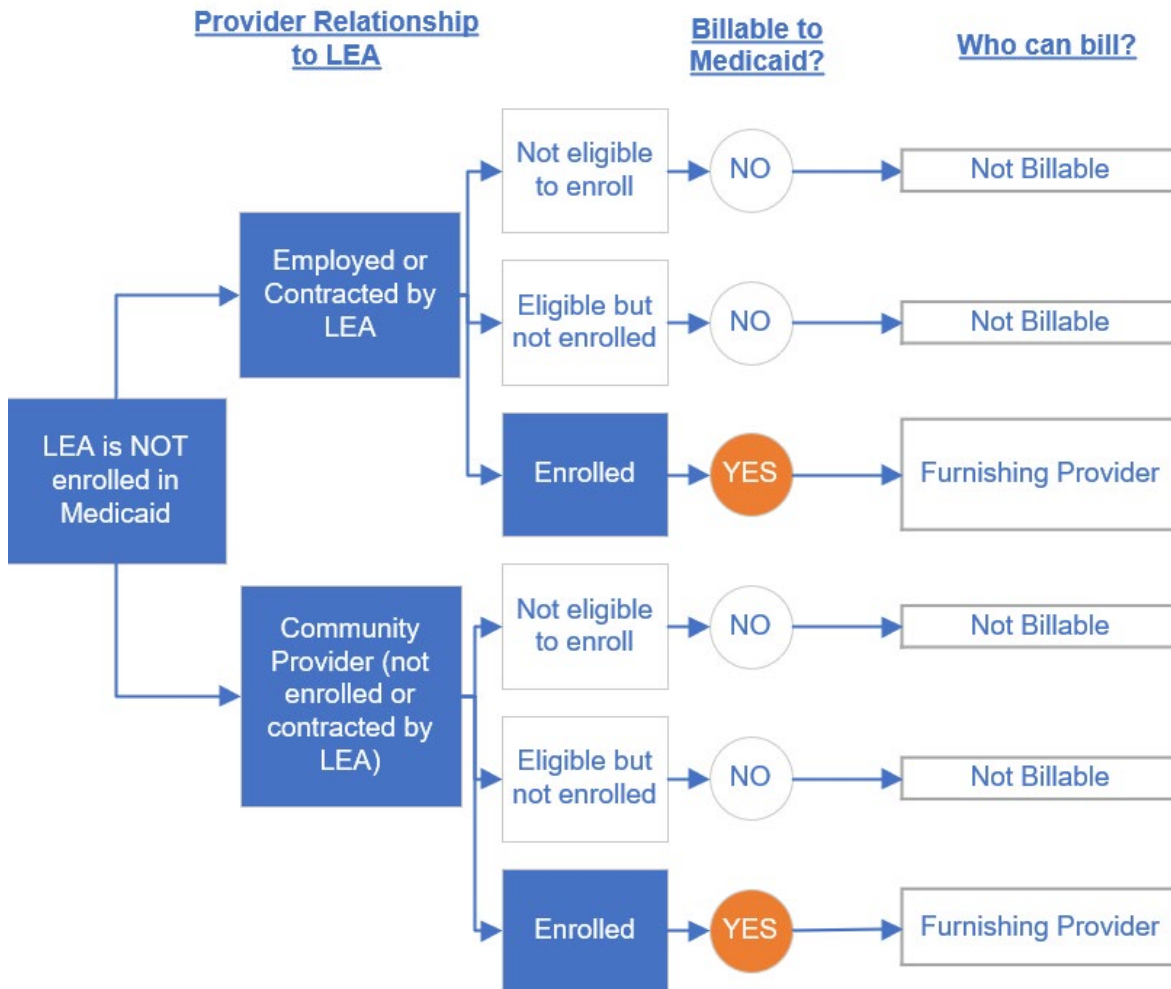 Provider Relationship
to LEA
Billable to
Medicaid?
Who can bill?
LEA is NOT
enrolled in
Medicaid
Employed or
Contracted by
LEA
Not eligible
to enroll
NO
Not Billable
Eligible but
not enrolled
NO
Not Billable
Enrolled
YES
Furnishing Provider
Community
Provider (not
enrolled or
contracted by
LEA)
Not eligible
to enroll
NO
Not Billable
Eligible but
not enrolled
NO
Not Billable
Enrolled
YES
Furnishing Provider